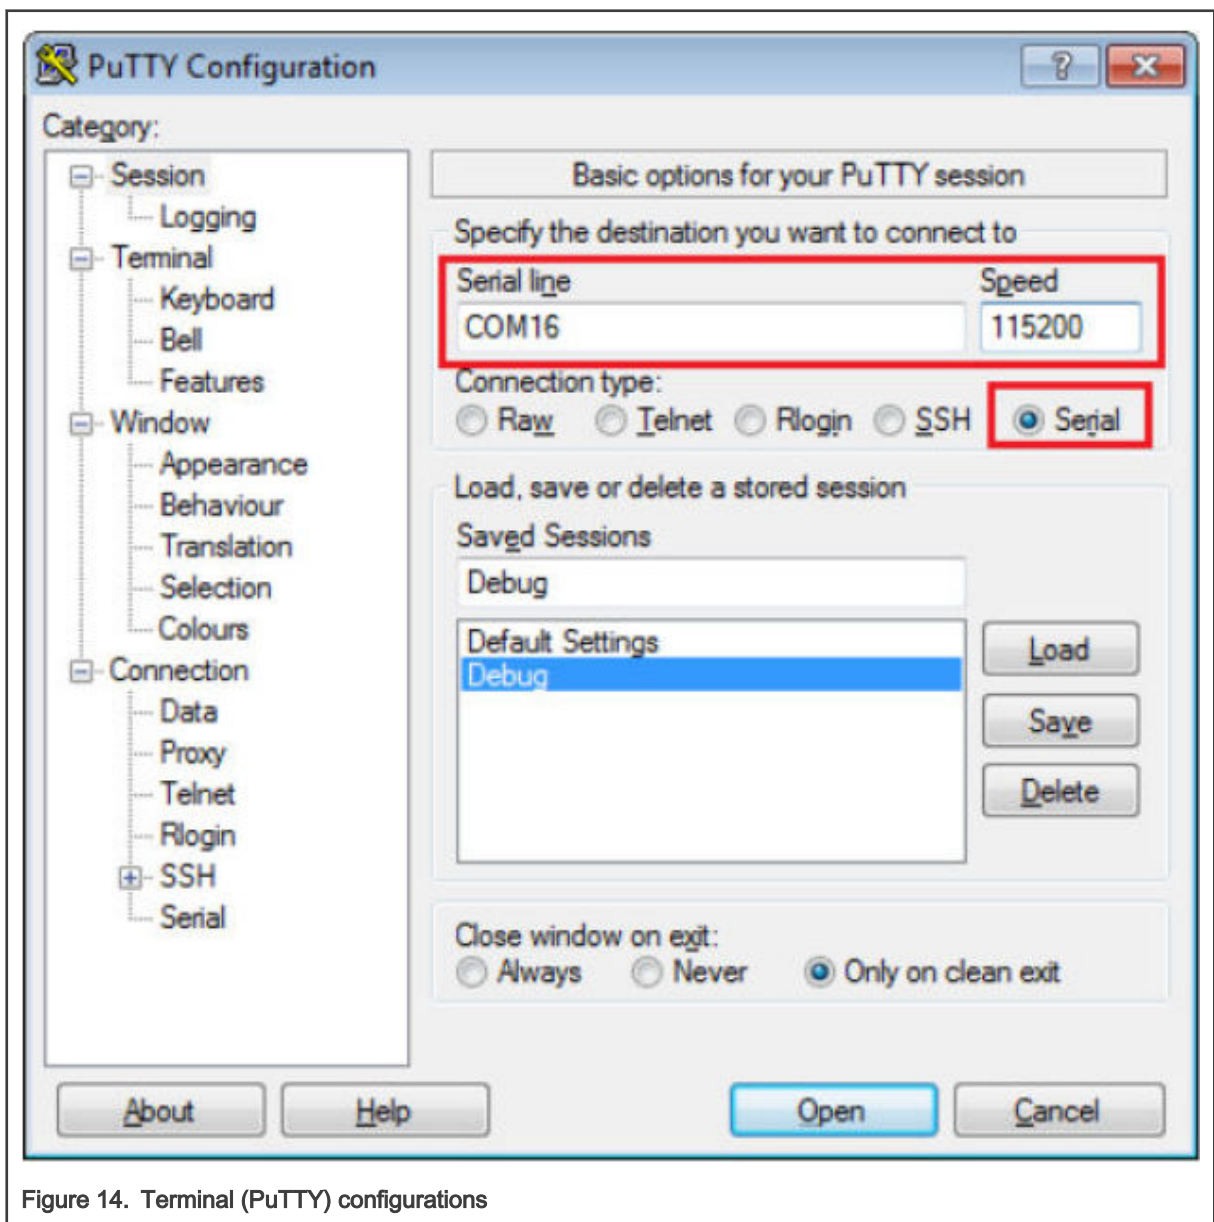 PuTTY Configuration
?
Category:
Session
Logging
Terminal
Keyboard
Bell
Features
Window
Appearance
Behaviour
Translation
Selection
Colours
Connection
Data
Proxy
Telnet
Rlogin
SSH
Serial
Basic options for your PuTTY session
Specify the destination you want to connect to
Serial line Speed
COM16 115200
Connection type:
Raw Telnet Rlogin SSH Serial
Load, save or delete a stored session
Saved Sessions
Debug
Default Settings
Debug
Load
Save
Delete
Close window on exit:
Always Never Only on clean exit
About Help Open Cancel
Figure 14. Terminal (PuTTY) configurations